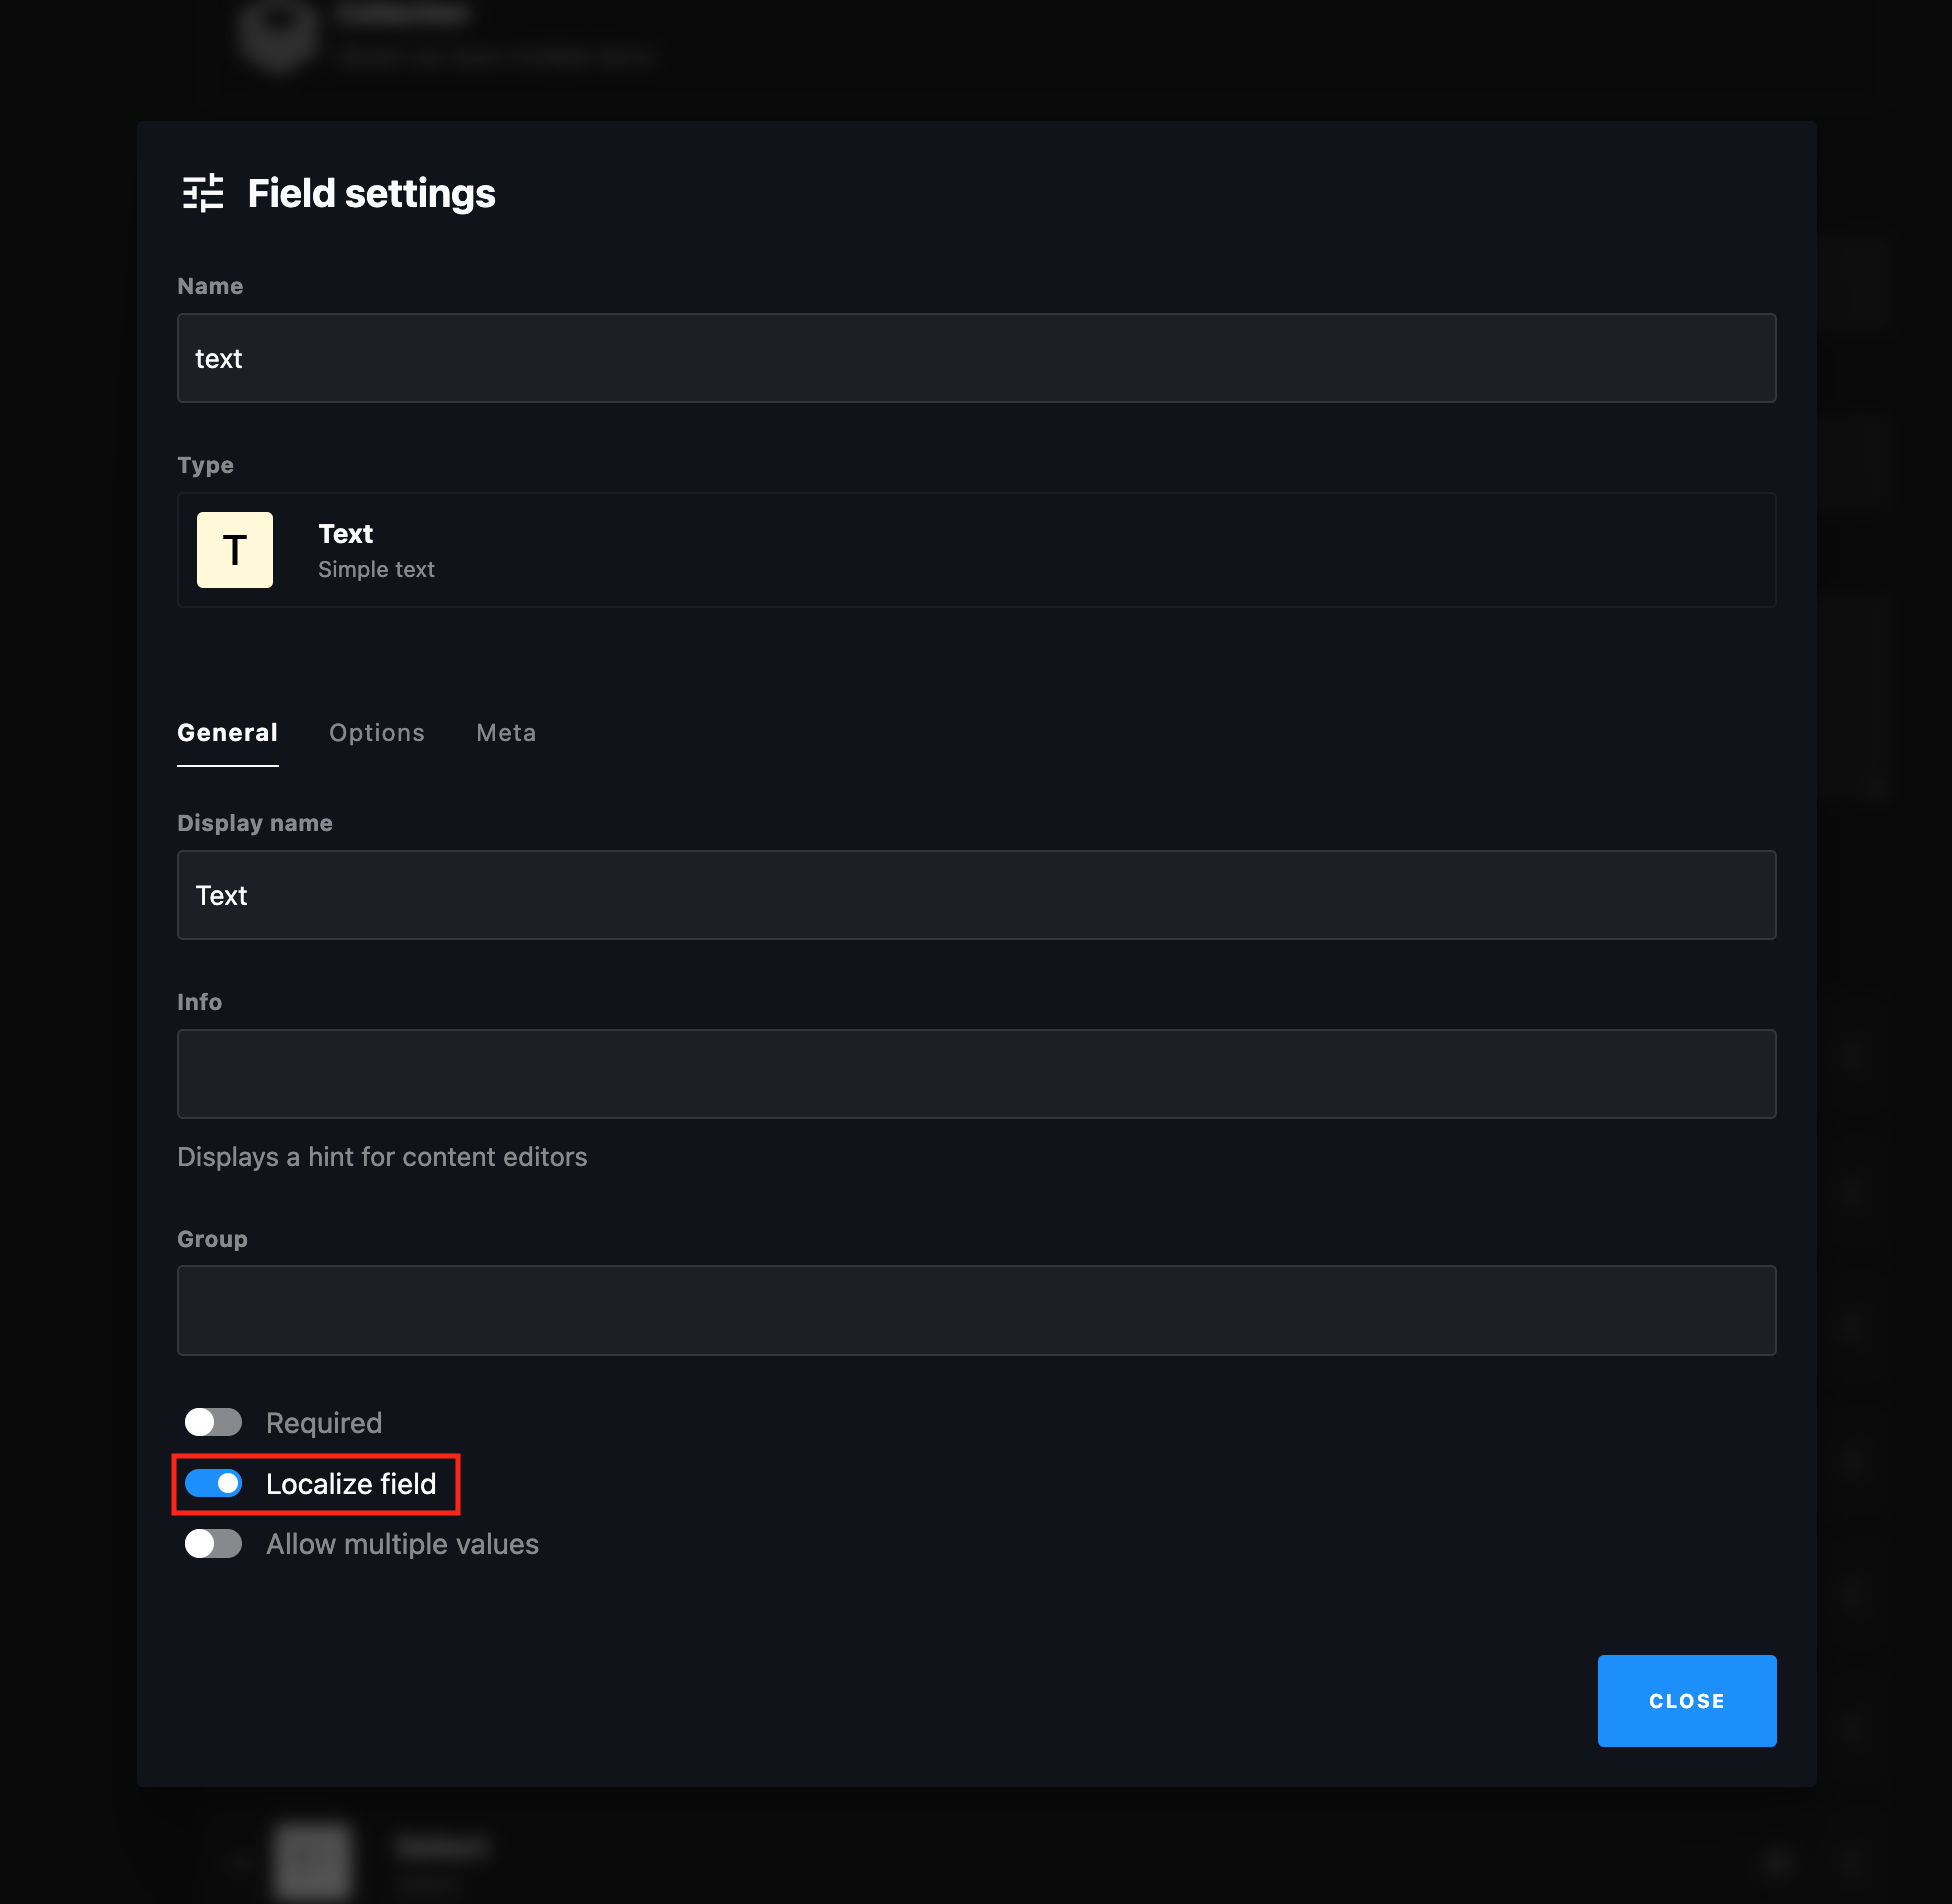 Field settings
Name
text
Type
T
Text
Simple text
General Options Meta
Display name
Text
Info
Displays a hint for content editors
Group
Required
Localize field
Allow multiple values
CLOSE